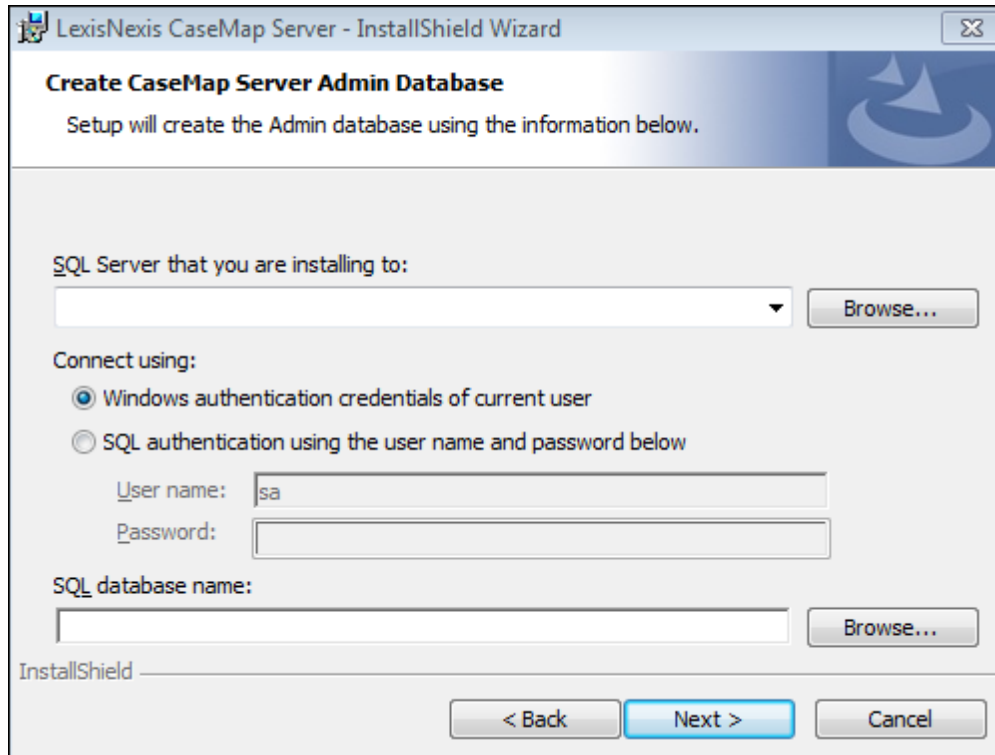 LexisNexis CaseMap Server - InstallShield Wizard
Create CaseMap Server Admin Database
Setup will create the Admin database using the information below.
SQL Server that you are installing to:
Browse...
Connect using:
Windows authentication credentials of current user
SQL authentication using the user name and password below
User name: sa
Password:
SQL database name:
Browse...
InstallShield
< Back Next > Cancel